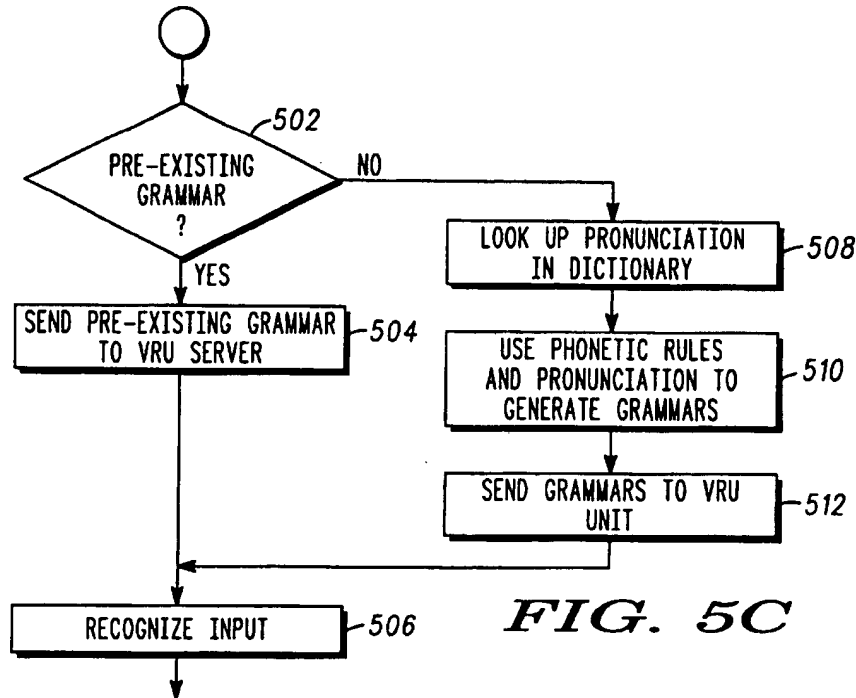 502
PRE-EXISTING
GRAMMAR
?
NO
YES
LOOK UP PRONUNCIATION
IN DICTIONARY
508
SEND PRE-EXISTING GRAMMAR
TO VRU SERVER
504
USE PHONETIC RULES
AND PRONUNCIATION TO
GENERATE GRAMMARS
510
SEND GRAMMARS TO VRU
UNIT
512
RECOGNIZE INPUT
506
FIG. 5C